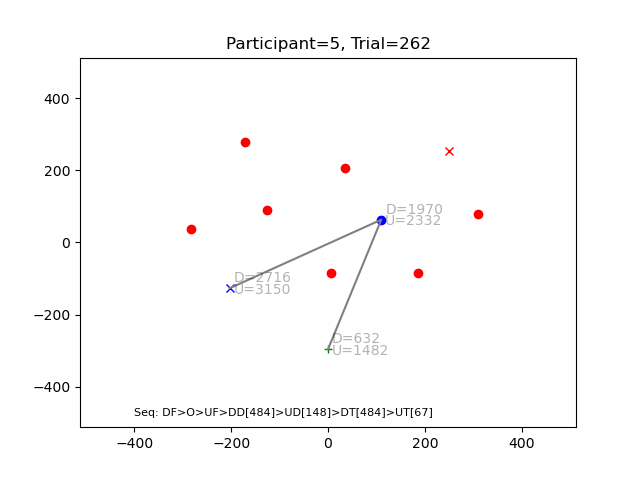 Participant=5, Trial=262
400
200
0
−200
−400
D=1970
U=2332
D=2716
U=3150
D=632
U=1482
Seq: DF>O>UF>DD[484]>UD[148]>DT[484]>UT[67]
−400
−200
0
200
400